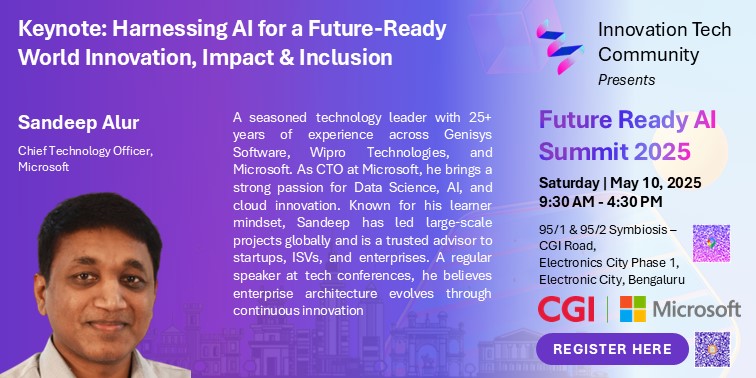 Keynote: Harnessing AI for a Future-Ready
World Innovation, Impact & Inclusion
Sandeep Alur
Chief Technology Officer,
Microsoft
A seasoned technology leader with 25+
years of experience across Genisys
Software, Wipro Technologies, and
Microsoft. As CTO at Microsoft, he brings a
strong passion for Data Science, AI, and
cloud innovation. Known for his learner
mindset, Sandeep has led large-scale
projects globally and is a trusted advisor to
startups, ISVs, and enterprises. A regular
speaker at tech conferences, he believes
enterprise architecture evolves through
continuous innovation
Innovation Tech
Community
Presents
Future Ready AI
Summit 2025
Saturday | May 10, 2025
9:30 AM - 4:30 PM
95/1 & 95/2 Symbiosis –
CGI Road,
Electronics City Phase 1,
Electronic City, Bengaluru
CGI | Microsoft
REGISTER HERE